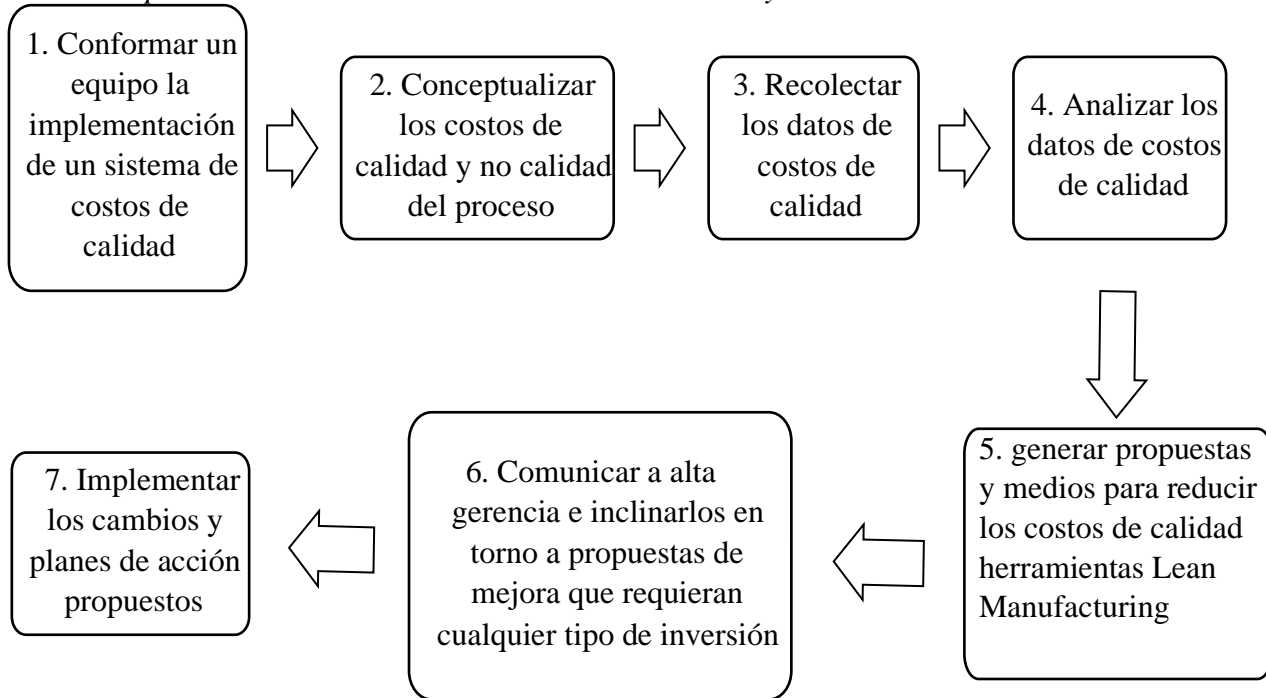 1. Conformar un
equipo la
implementación
de un sistema de
costos de
calidad
2. Conceptualizar
los costos de
calidad y no calidad
del proceso
3. Recolectar
los datos de
costos de
calidad
4. Analizar los
datos de costos
de calidad
5. generar propuestas
y medios para reducir
los costos de calidad
herramientas Lean
Manufacturing
6. Comunicar a alta
gerencia e inclinarlos en
torno a propuestas de
mejora que requieran
cualquier tipo de inversión
7. Implementar
los cambios y
planes de acción
propuestos